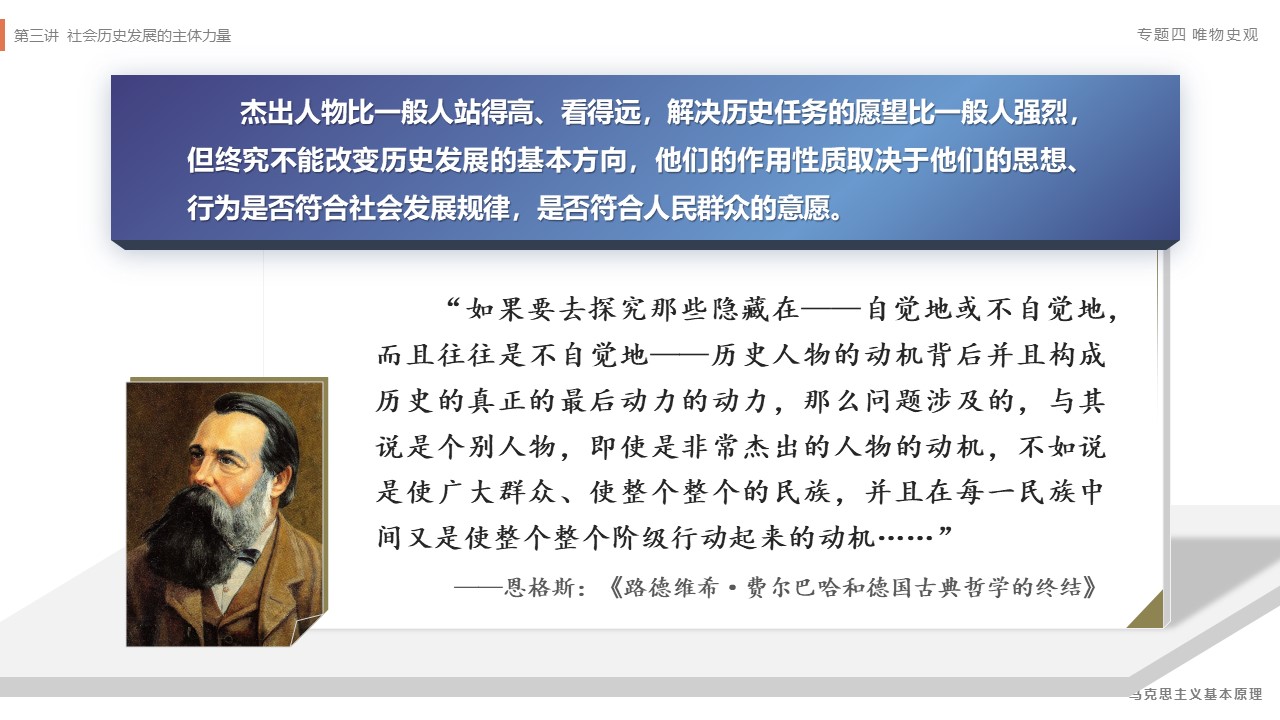 第三讲 社会历史发展的主体力量
专题四 唯物史观
杰出人物比一般人站得高、看得远，解决历史任务的愿望比一般人强烈，
但终究不能改变历史发展的基本方向，他们的作用性质取决于他们的思想、
行为是否符合社会发展规律，是否符合人民群众的意愿。
“如果要去探究那些隐藏在——自觉地或不自觉地，
而且往往是不自觉地——历史人物的动机背后并且构成
历史的真正的最后动力的动力，那么问题涉及的，与其
说是个别人物，即使是非常杰出的人物的动机，不如说
是使广大群众、使整个整个的民族，并且在每一民族中
间又是使整个整个阶级行动起来的动机……”
——恩格斯：《路德维希·费尔巴哈和德国古典哲学的终结》
马克思主义基本原理